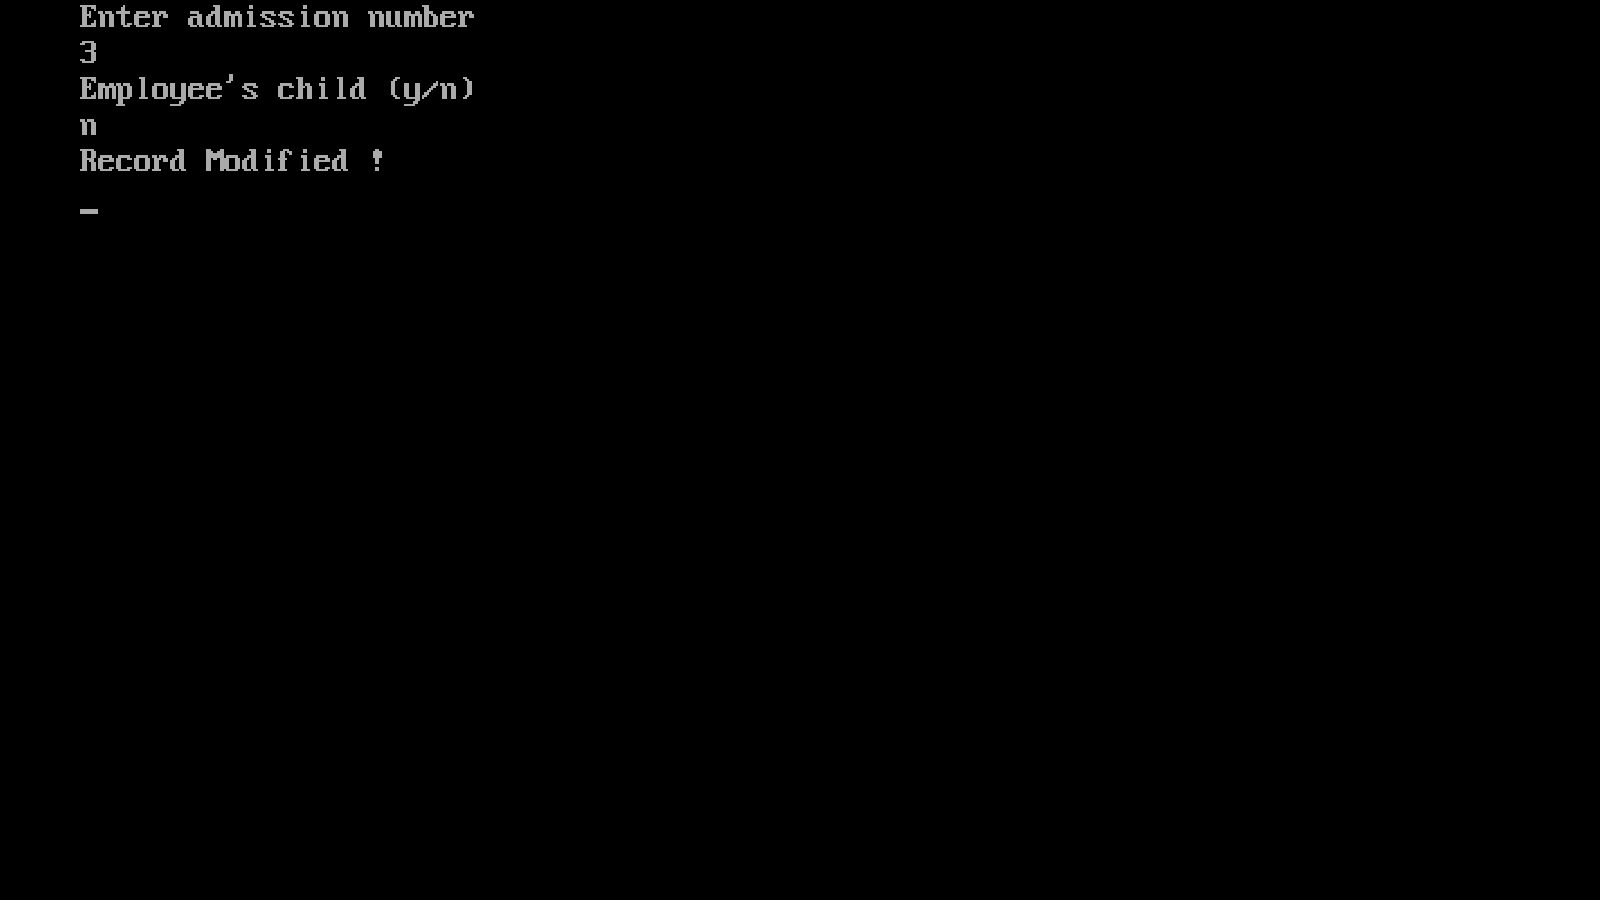 Enter admission number
3
Employee's child (y/n)
n
Record Modified !